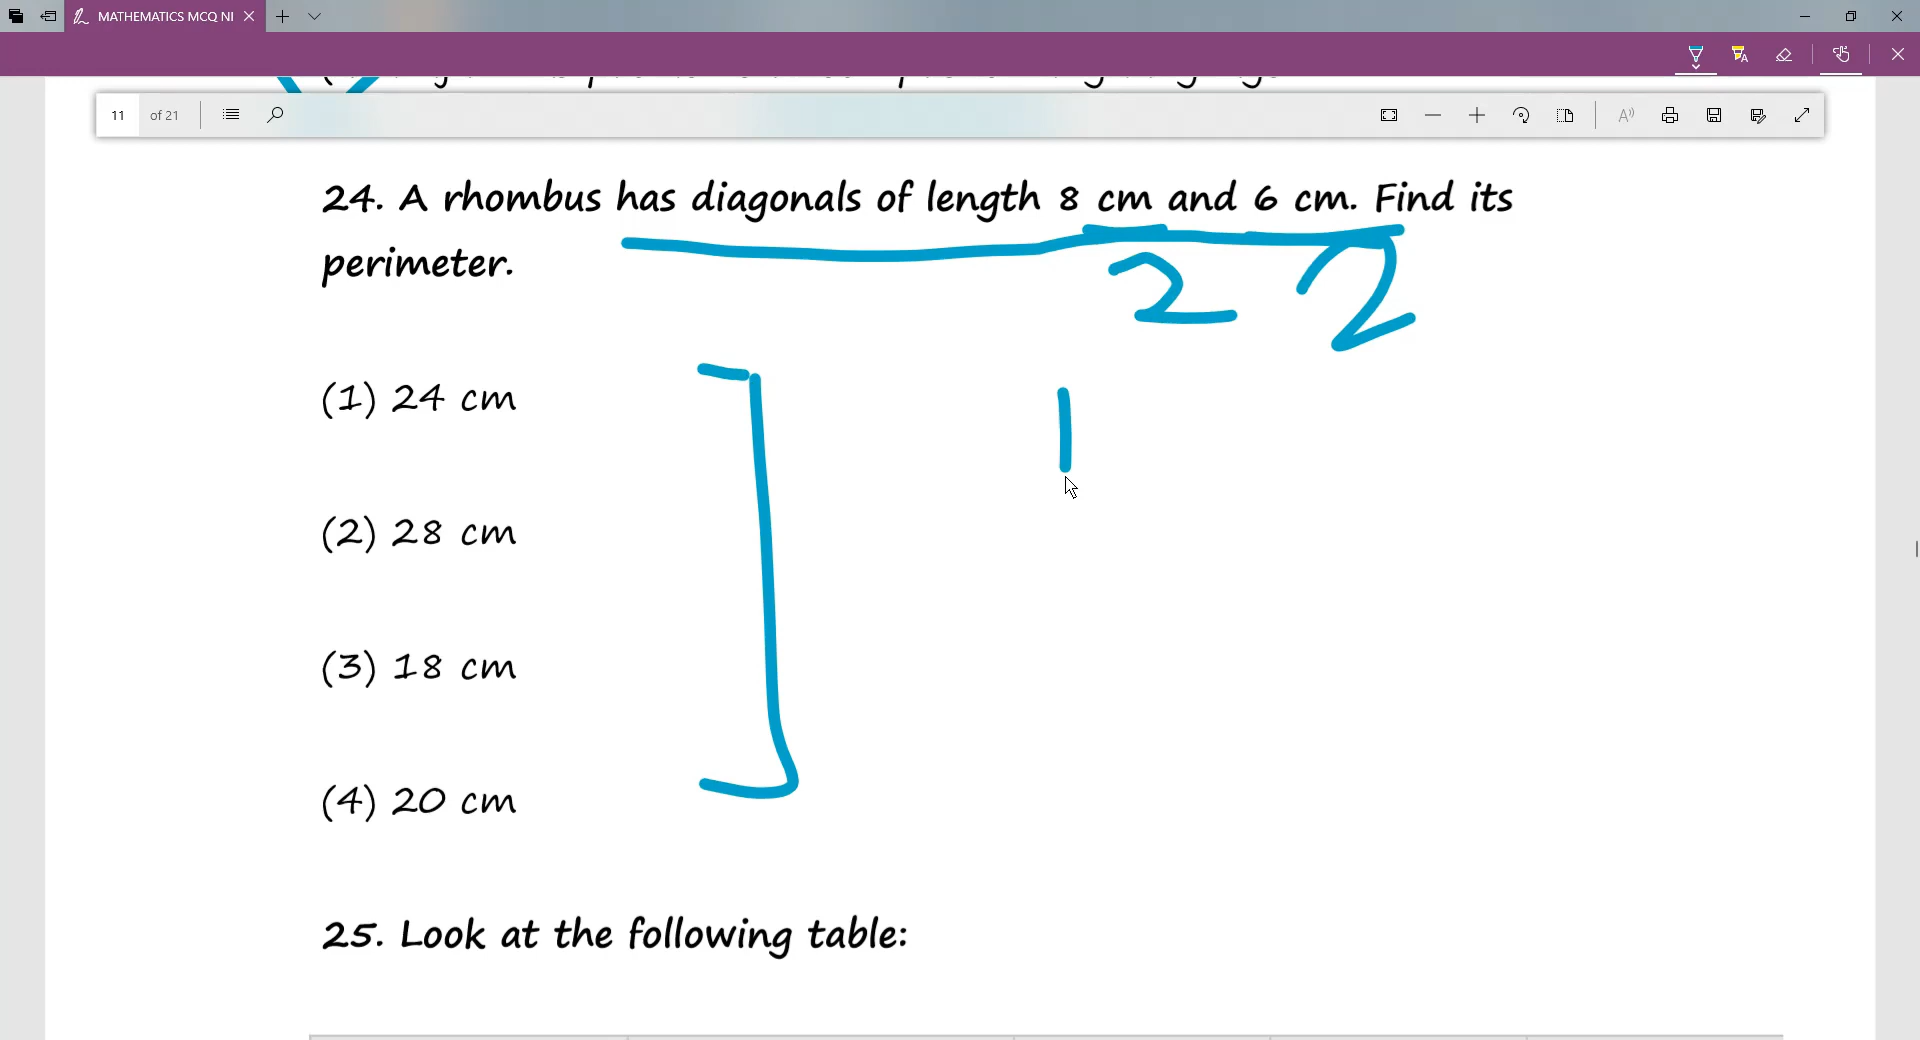 MATHEMATICS MCQ NI
11 of 21
24. A rhombus has diagonals of length 8 cm and 6 cm. Find its
perimeter.
2 2
(1) 24 cm
1
(2) 28 cm
(3) 18 cm
(4) 20 cm
25. Look at the following table: